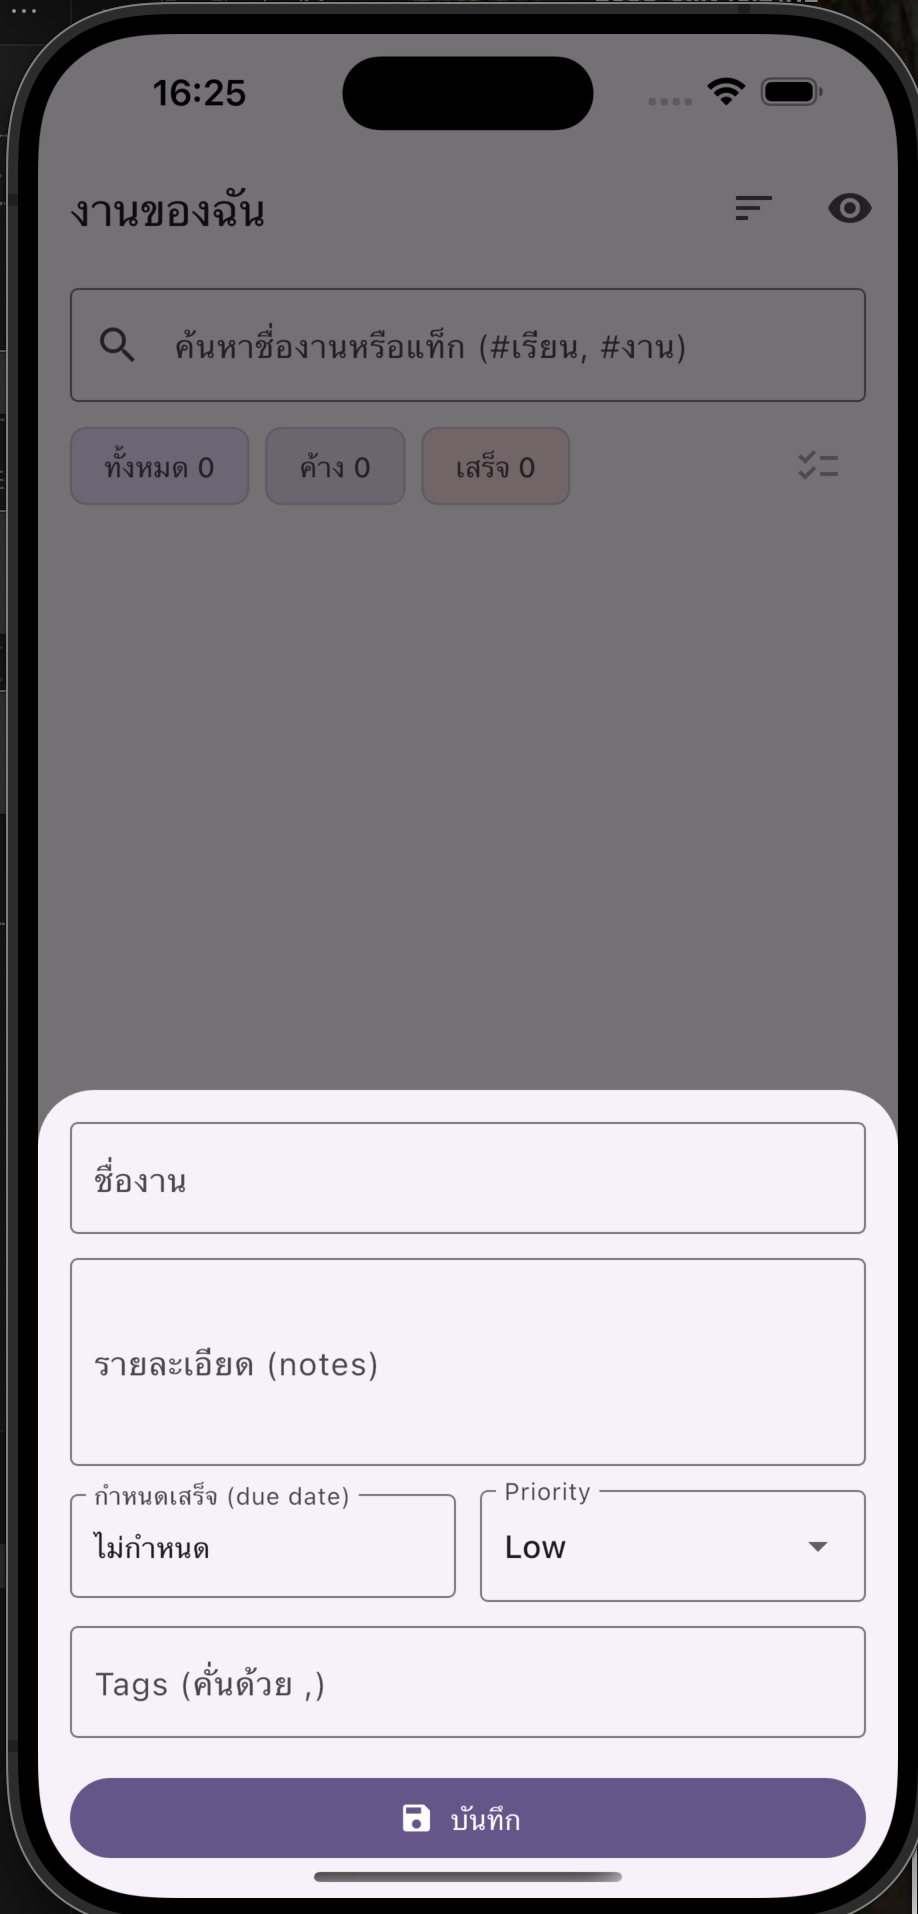 16:25
งานของฉัน
ค้นหาชื่องานหรือแท็ก (#เรียน, #งาน)
ทั้งหมด 0
ค้าง 0
เสร็จ 0
ชื่องาน
รายละเอียด (notes)
กำหนดเสร็จ (due date)
ไม่กำหนด
Priority
Low
Tags (คั่นด้วย ,)
บันทึก